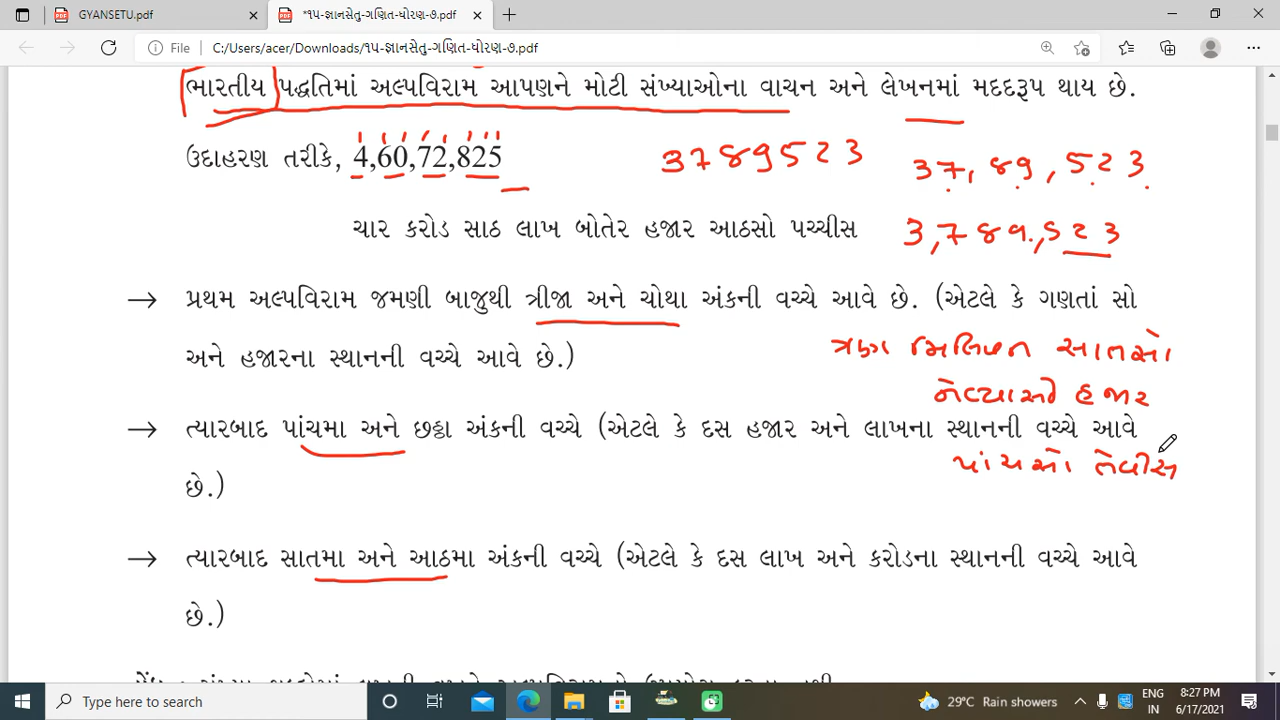 GYANSETU.pdf
*૧૫-જ્ઞાનસેતુ-ગણિત-ધોરણ-૭.pdf
File C:/Users/acer/Downloads/૧૫-જ્ઞાનસેતુ-ગણિત-ધોરણ-૭.pdf
ભારતીય પદ્ધતિમાં અલ્પવિરામ આપણને મોટી સંખ્યાઓના વાચન અને લેખનમાં મદદરૂપ થાય છે.
ઉદાહરણ તરીકે, 4,60,72,825
3789523
37,89,523
ચાર કરોડ સાઠ લાખ બોતેર હજાર આઠસો પચ્ચીસ
3,789,523
→ પ્રથમ અલ્પવિરામ જમણી બાજુથી ત્રીજા અને ચોથા અંકની વચ્ચે આવે છે. (એટલે કે ગણતાં સો
અને હજારના સ્થાનની વચ્ચે આવે છે.)
ત્રણ મિલિયન સાતસો
નેવ્યાસી હજાર
→ ત્યારબાદ પાંચમા અને છઠ્ઠા અંકની વચ્ચે (એટલે કે દસ હજાર અને લાખના સ્થાનની વચ્ચે આવે
પાંચસો તેવીસ
છે.)
→ ત્યારબાદ સાતમા અને આઠમા અંકની વચ્ચે (એટલે કે દસ લાખ અને કરોડના સ્થાનની વચ્ચે આવે
છે.)
Type here to search
29°C Rain showers
ENG
IN
8:27 PM
6/17/2021